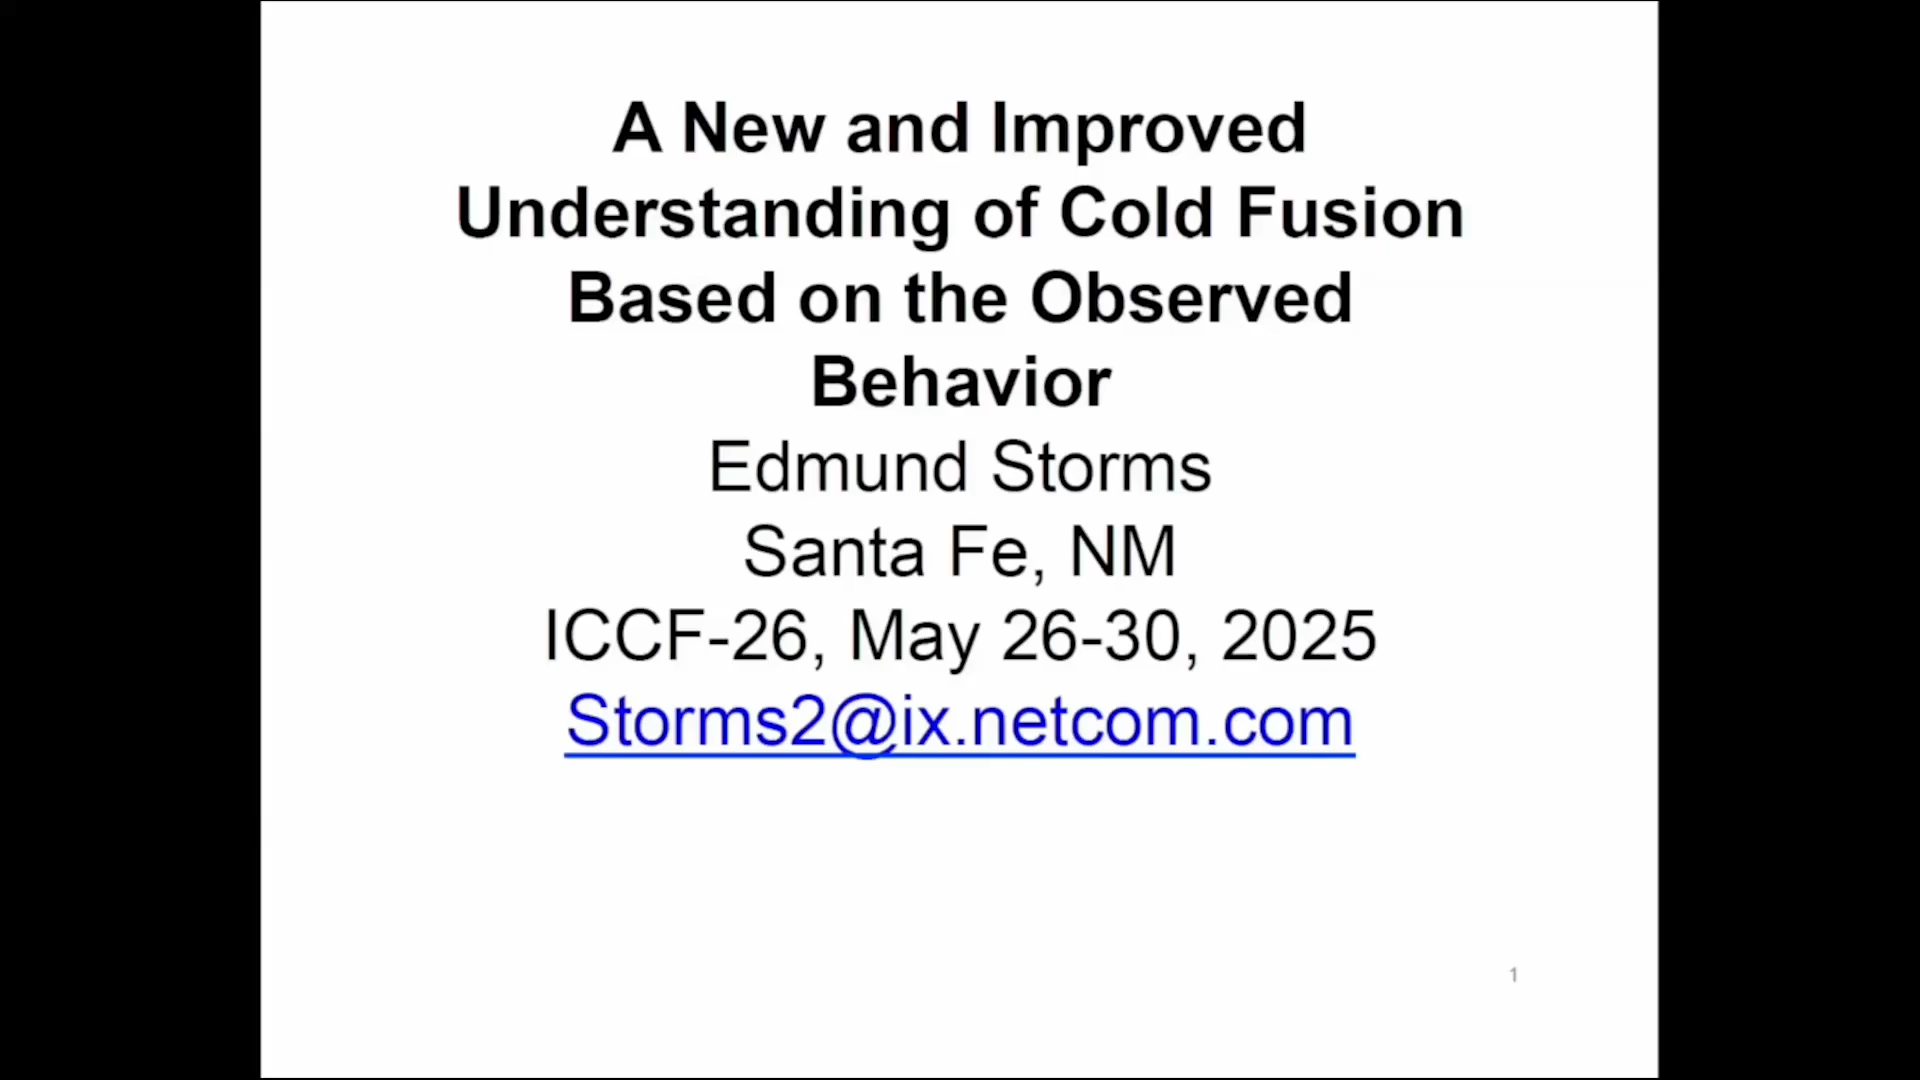 A New and Improved
Understanding of Cold Fusion
Based on the Observed
Behavior
Edmund Storms
Santa Fe, NM
ICCF-26, May 26-30, 2025
Storms2@ix.netcom.com
1